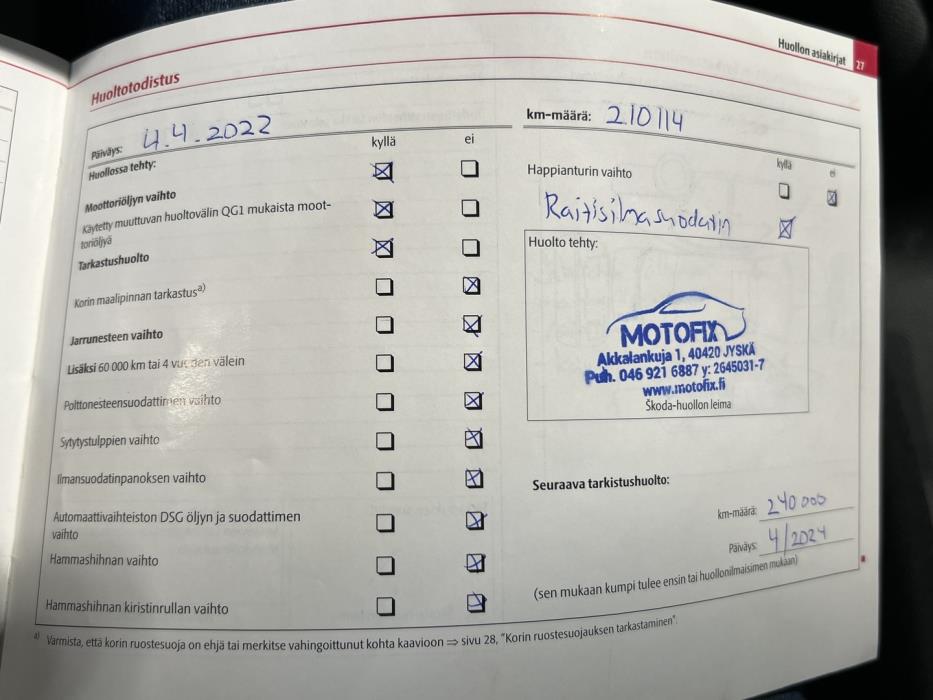 Huollon asiakirjat 27
Huoltotodistus
Päiväys: 4.4.2022
km-määrä: 210114
Huollossa tehty:
kyllä ei
Moottoriöljyn vaihto
Käytetty muuttuvan huoltovälin QG1 mukaista moot-
toriöljyä
Tarkastushuolto
Korin maalipinnan tarkastus a)
Jarrunesteen vaihto
Lisäksi 60 000 km tai 4 vuoden välein
Polttonesteensuodattimen vaihto
Sytytystulppien vaihto
Ilmansuodatinpanoksen vaihto
Automaattivaihteiston DSG öljyn ja suodattimen
vaihto
Hammashihnan vaihto
Hammashihnan kiristinrullan vaihto
kyllä ei
Happianturin vaihto
Raitisilmasuodatin
Huolto tehty:
MOTOFIX
Akkalankuja 1, 40420 JYSKÄ
Puh. 046 921 6887 y: 2645031-7
www.motofix.fi
Škoda-huollon leima
Seuraava tarkistushuolto:
km-määrä: 240 000
Päiväys: 4/2024
(sen mukaan kumpi tulee ensin tai huollonilmaisimen mukaan)
a) Varmista, että korin ruostesuoja on ehjä tai merkitse vahingoittunut kohta kaavioon ⇒ sivu 28, "Korin ruostesuojauksen tarkastaminen".